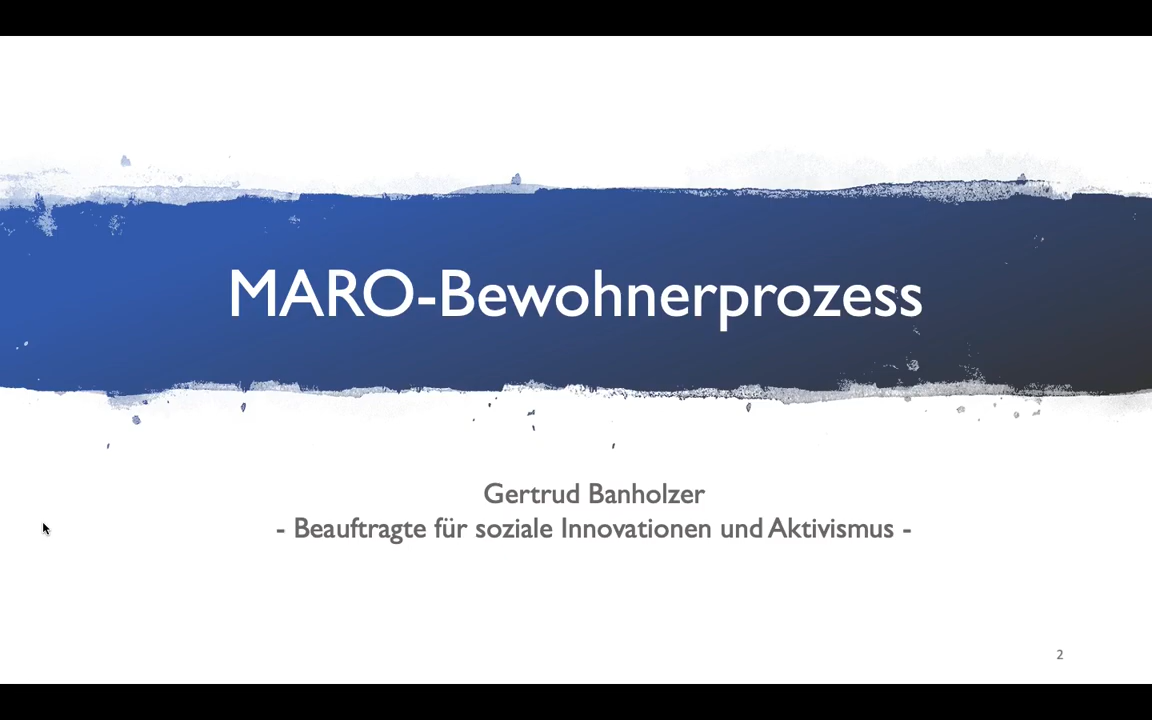 MARO-Bewohnerprozess
Gertrud Banholzer
- Beauftragte für soziale Innovationen und Aktivismus -
2